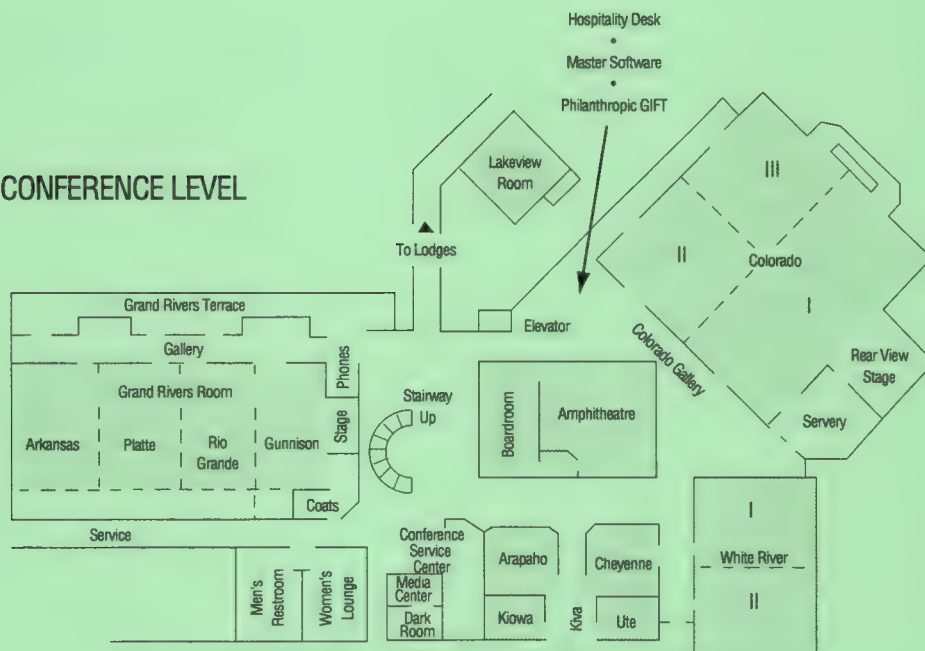 Hospitality Desk
•
Master Software
•
Philanthropic GIFT
CONFERENCE LEVEL
Lakeview
Room
III
To Lodges
II
Colorado
I
Grand Rivers Terrace
Elevator
Gallery
Colorado Gallery
Rear View
Stage
Phones
Grand Rivers Room
Stairway
Up
Boardroom
Amphitheatre
Servery
Arkansas
Platte
Rio
Grande
Gunnison
Stage
Coats
I
Service
Conference
Service
Center
Arapaho
Cheyenne
White River
Men's
Restroom
Women's
Lounge
Media
Center
II
Dark
Room
Kiowa
Kiva
Ute